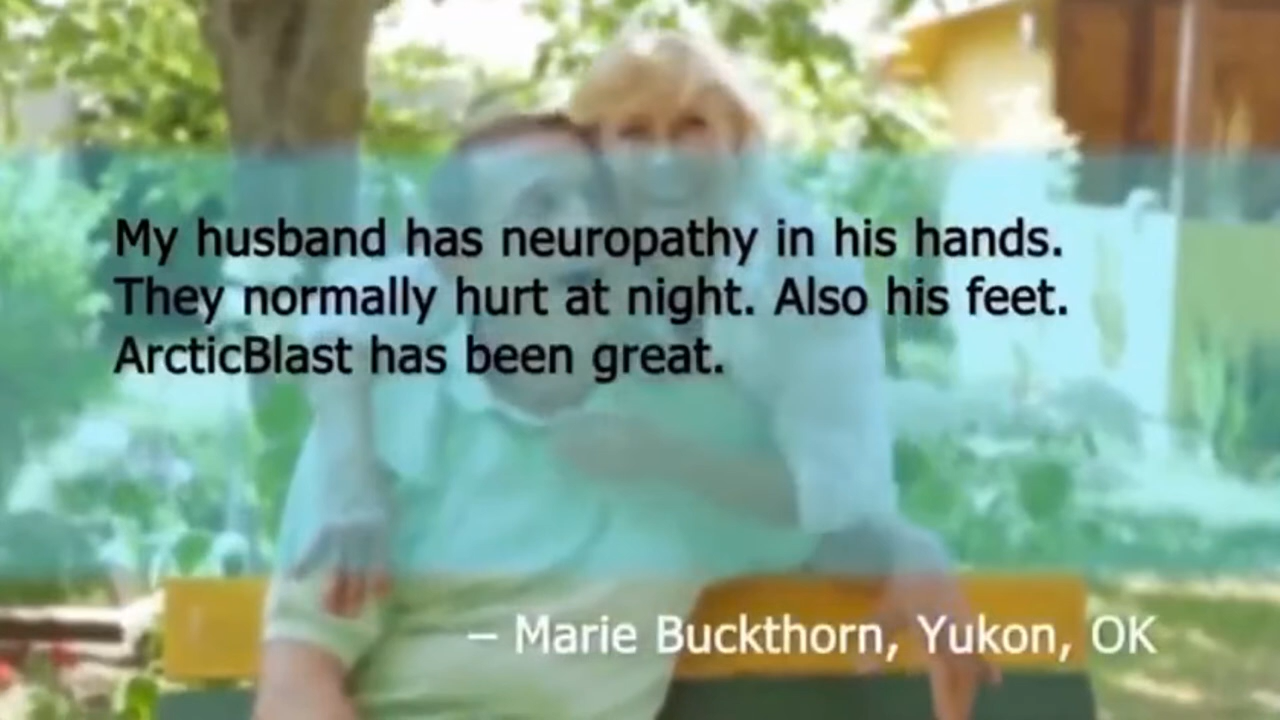 My husband has neuropathy in his hands.
They normally hurt at night. Also his feet.
ArcticBlast has been great.
– Marie Buckthorn, Yukon, OK